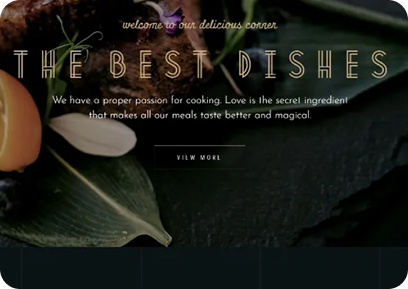 welcome to our delicious corner
THE BEST DISHES
We have a proper passion for cooking. Love is the secret ingredient
that makes all our meals taste better and magical.
VIEW MORE